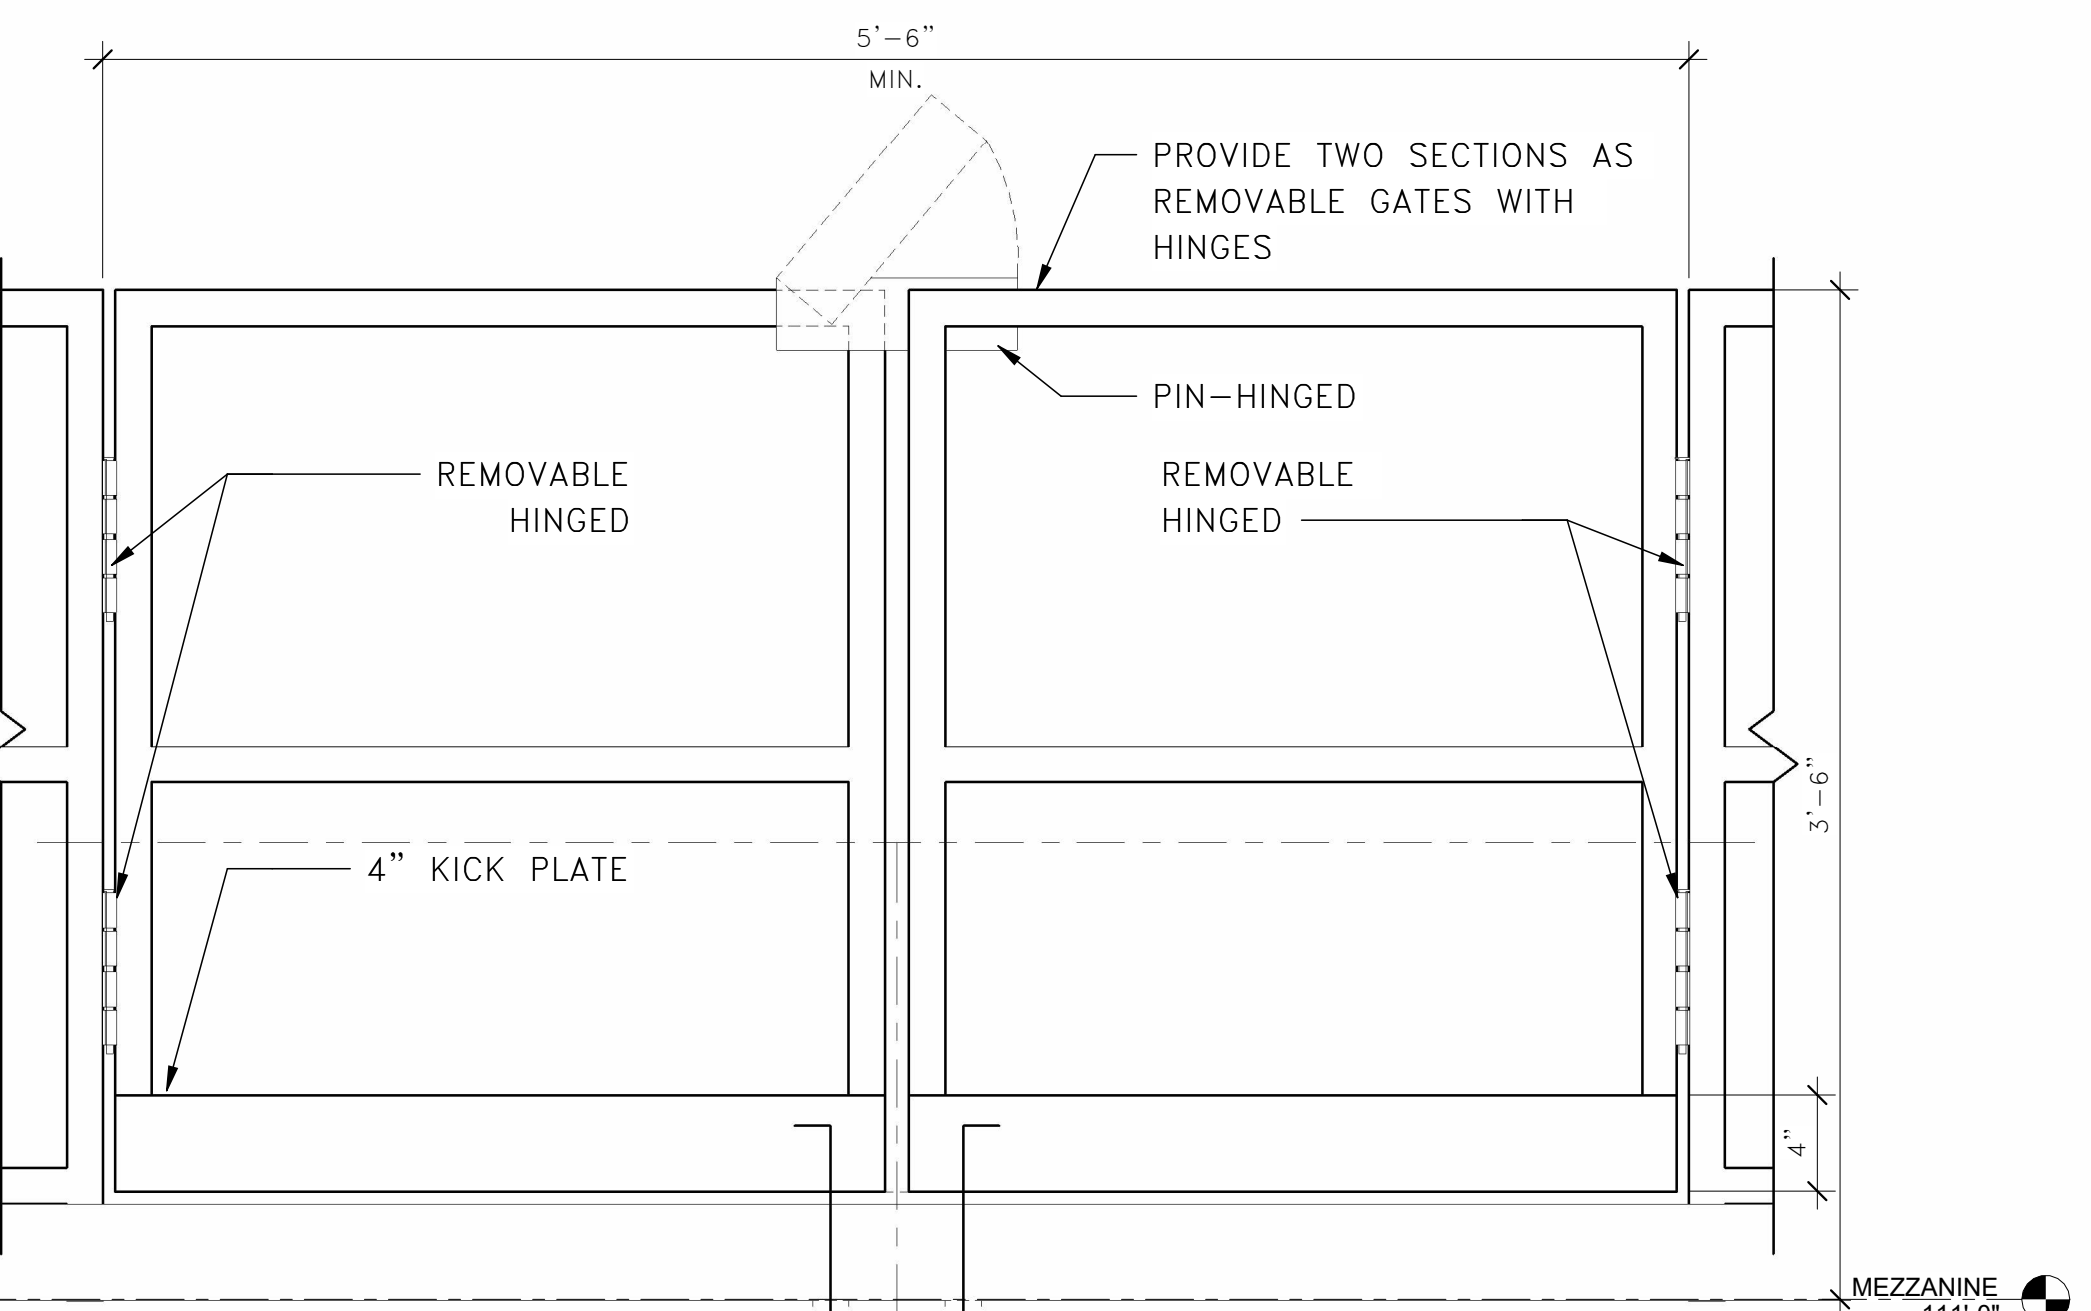 5'-6"
MIN.
PROVIDE TWO SECTIONS AS
REMOVABLE GATES WITH
HINGES
PIN-HINGED
REMOVABLE
HINGED
REMOVABLE
HINGED
3'-6"
4" KICK PLATE
4"
MEZZANINE